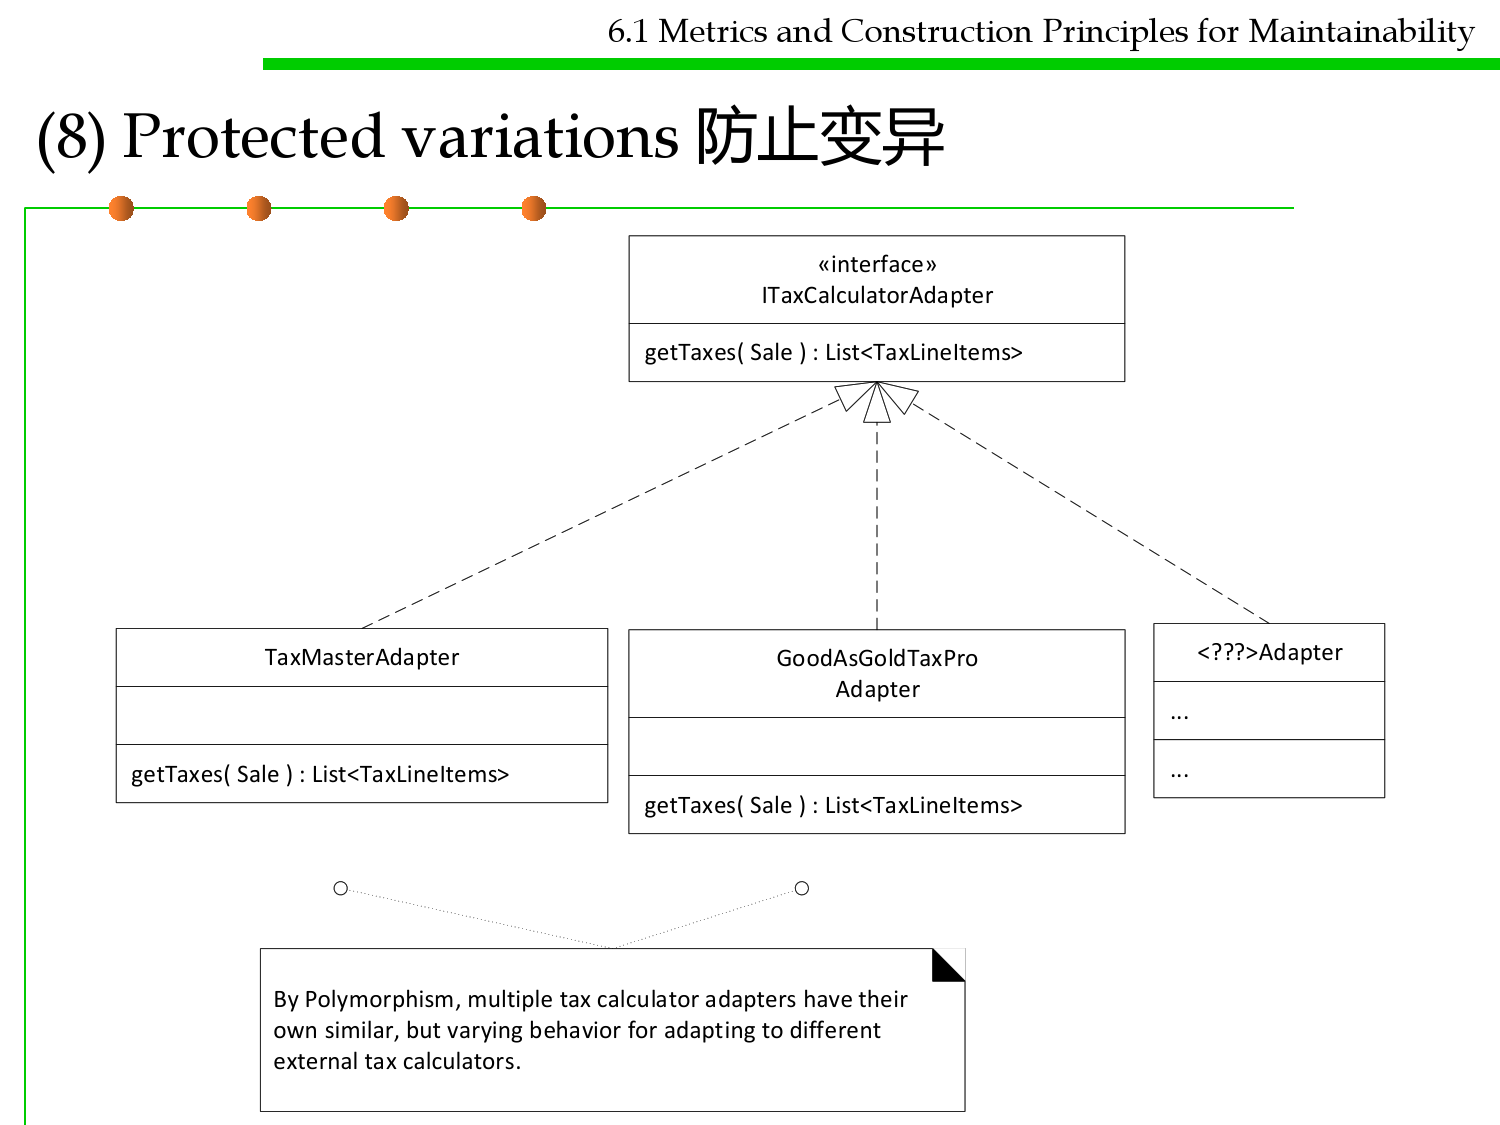 6.1 Metrics and Construction Principles for Maintainability
(8) Protected variations 防止变异
«interface»
ITaxCalculatorAdapter
getTaxes( Sale ) : List<TaxLineItems>
TaxMasterAdapter
getTaxes( Sale ) : List<TaxLineItems>
GoodAsGoldTaxPro
Adapter
getTaxes( Sale ) : List<TaxLineItems>
<???>Adapter
...
...
By Polymorphism, multiple tax calculator adapters have their
own similar, but varying behavior for adapting to different
external tax calculators.